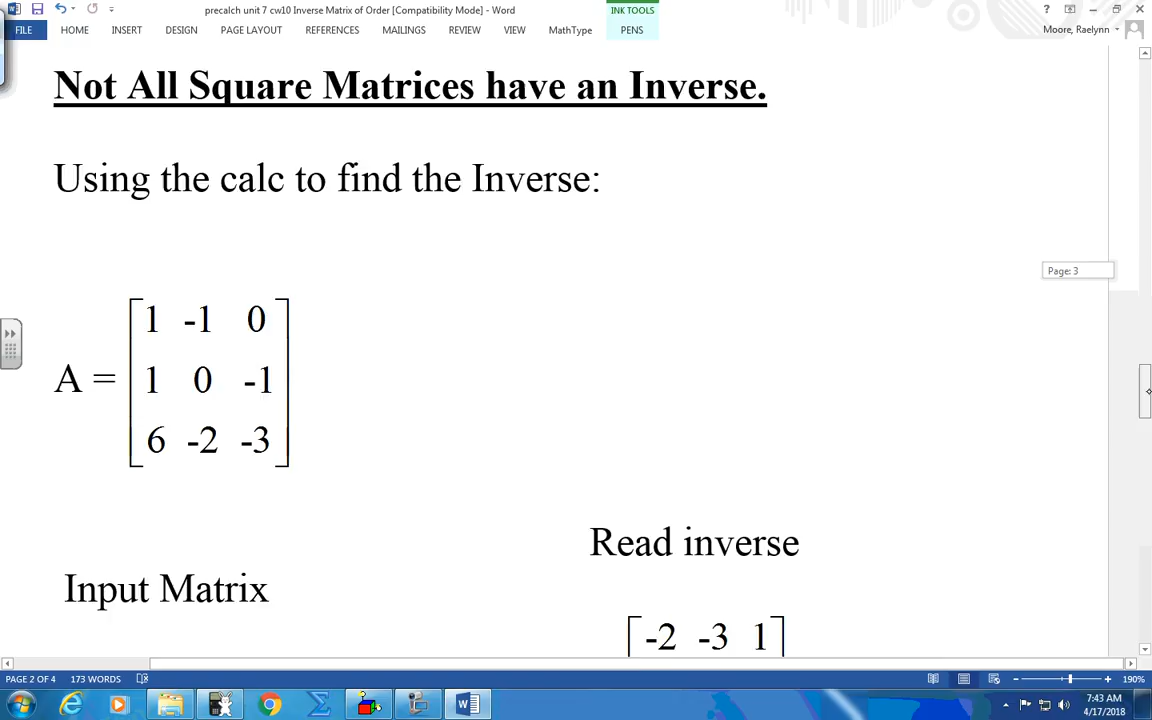 precalch unit 7 cw10 Inverse Matrix of Order [Compatibility Mode] - Word
INK TOOLS
?
FILE HOME INSERT DESIGN PAGE LAYOUT REFERENCES MAILINGS REVIEW VIEW MathType PENS
Moore, Raelynn
Not All Square Matrices have an Inverse.
Using the calc to find the Inverse:
Page: 3
1 -1 0
A = 1 0 -1
6 -2 -3
Read inverse
Input Matrix
-2 -3 1
PAGE 2 OF 4 173 WORDS
190%
7:43 AM
4/17/2018